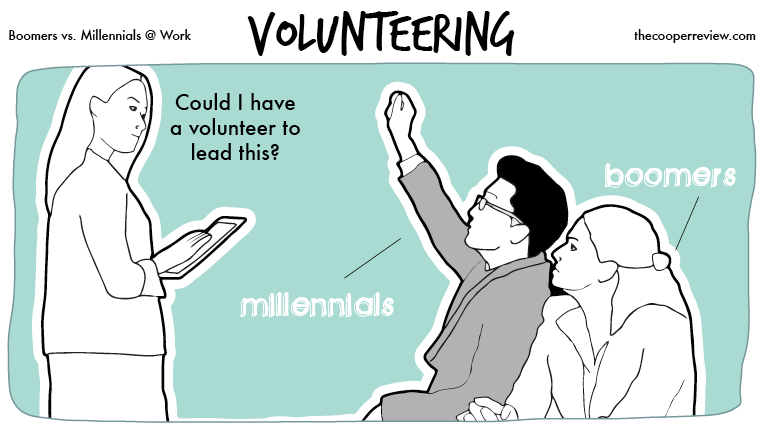 Boomers vs. Millennials @ Work
VOLUNTEERING
thecooperreview.com
Could I have
a volunteer to
lead this?
boomers
millennials